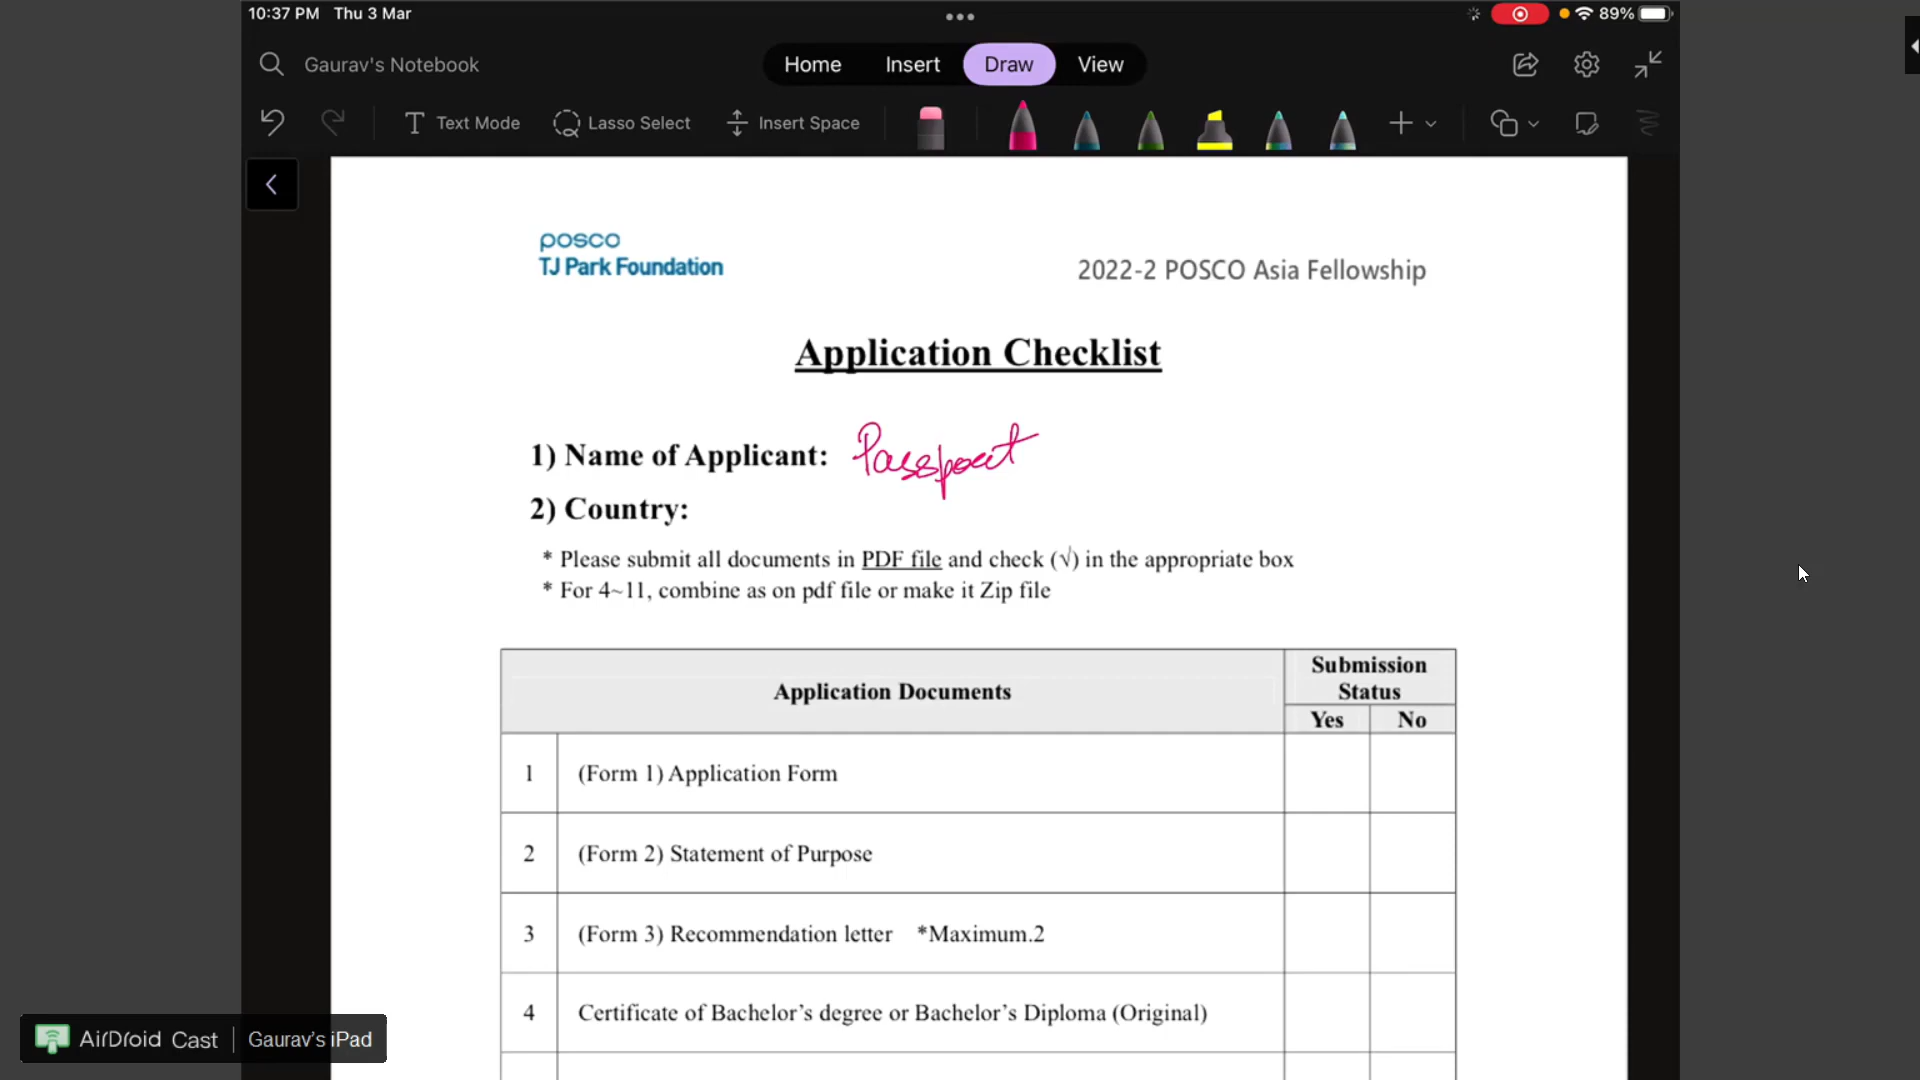 10:37 PM Thu 3 Mar
89%
Gaurav's Notebook
Home Insert Draw View
Text Mode Lasso Select Insert Space
posco
TJ Park Foundation
2022-2 POSCO Asia Fellowship
Application Checklist
1) Name of Applicant: Passport
2) Country:
* Please submit all documents in PDF file and check (√) in the appropriate box
* For 4~11, combine as on pdf file or make it Zip file
Application Documents
Submission
Status
Yes No
1 (Form 1) Application Form
2 (Form 2) Statement of Purpose
3 (Form 3) Recommendation letter *Maximum.2
4 Certificate of Bachelor's degree or Bachelor's Diploma (Original)
AirDroid Cast | Gaurav's iPad